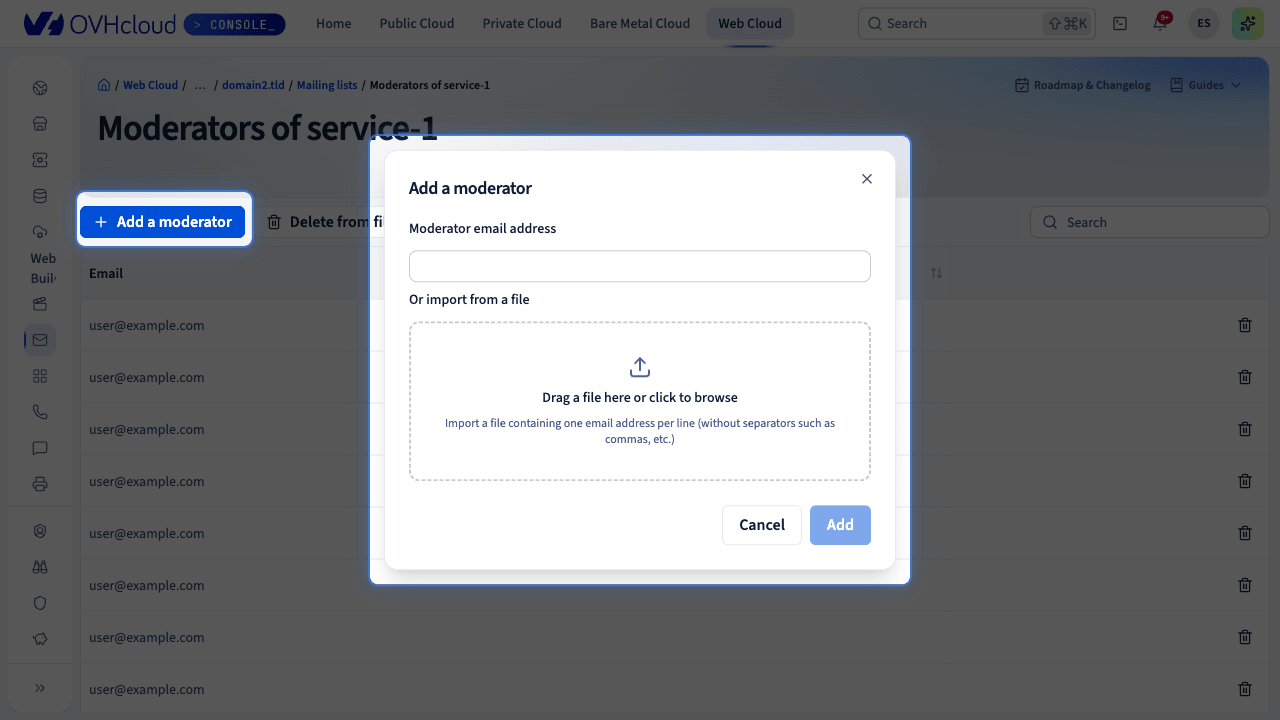 OVHcloud > CONSOLE_ Home Public Cloud Private Cloud Bare Metal Cloud Web Cloud Search ⇧⌘K 9+ ES
/ Web Cloud / ... / domain2.tld / Mailing lists / Moderators of service-1 Roadmap & Changelog Guides
Moderators of service-1
Add a moderator
+ Add a moderator Delete from fi Search
Moderator email address
Web
Buil
Email
Or import from a file
user@example.com
user@example.com
Drag a file here or click to browse
Import a file containing one email address per line (without separators such as
commas, etc.)
user@example.com
user@example.com
Cancel Add
user@example.com
user@example.com
user@example.com
user@example.com